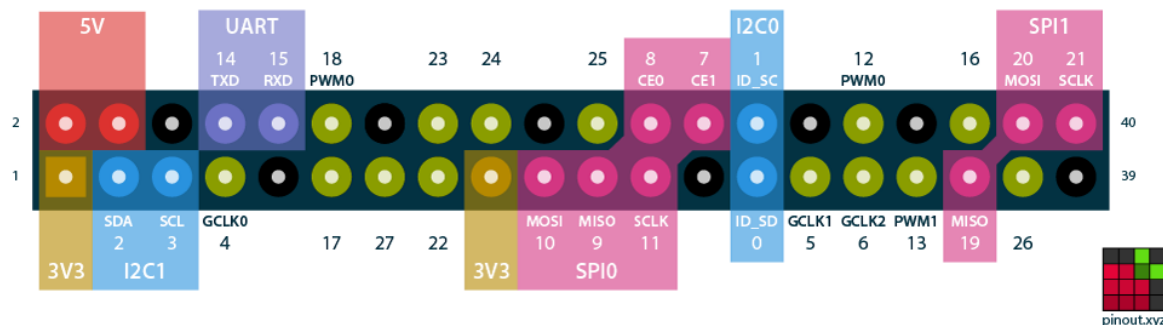 5V UART I2C0 SPI1
14 15 18 23 24 25 8 7 1 12 16 20 21
TXD RXD PWM0 CE0 CE1 ID_SC PWM0 MOSI SCLK
2 40
1 39
SDA SCL GCLK0 MOSI MISO SCLK ID_SD GCLK1 GCLK2 PWM1 MISO
2 3 4 17 27 22 10 9 11 0 5 6 13 19 26
3V3 I2C1 3V3 SPI0
pinout.xyz